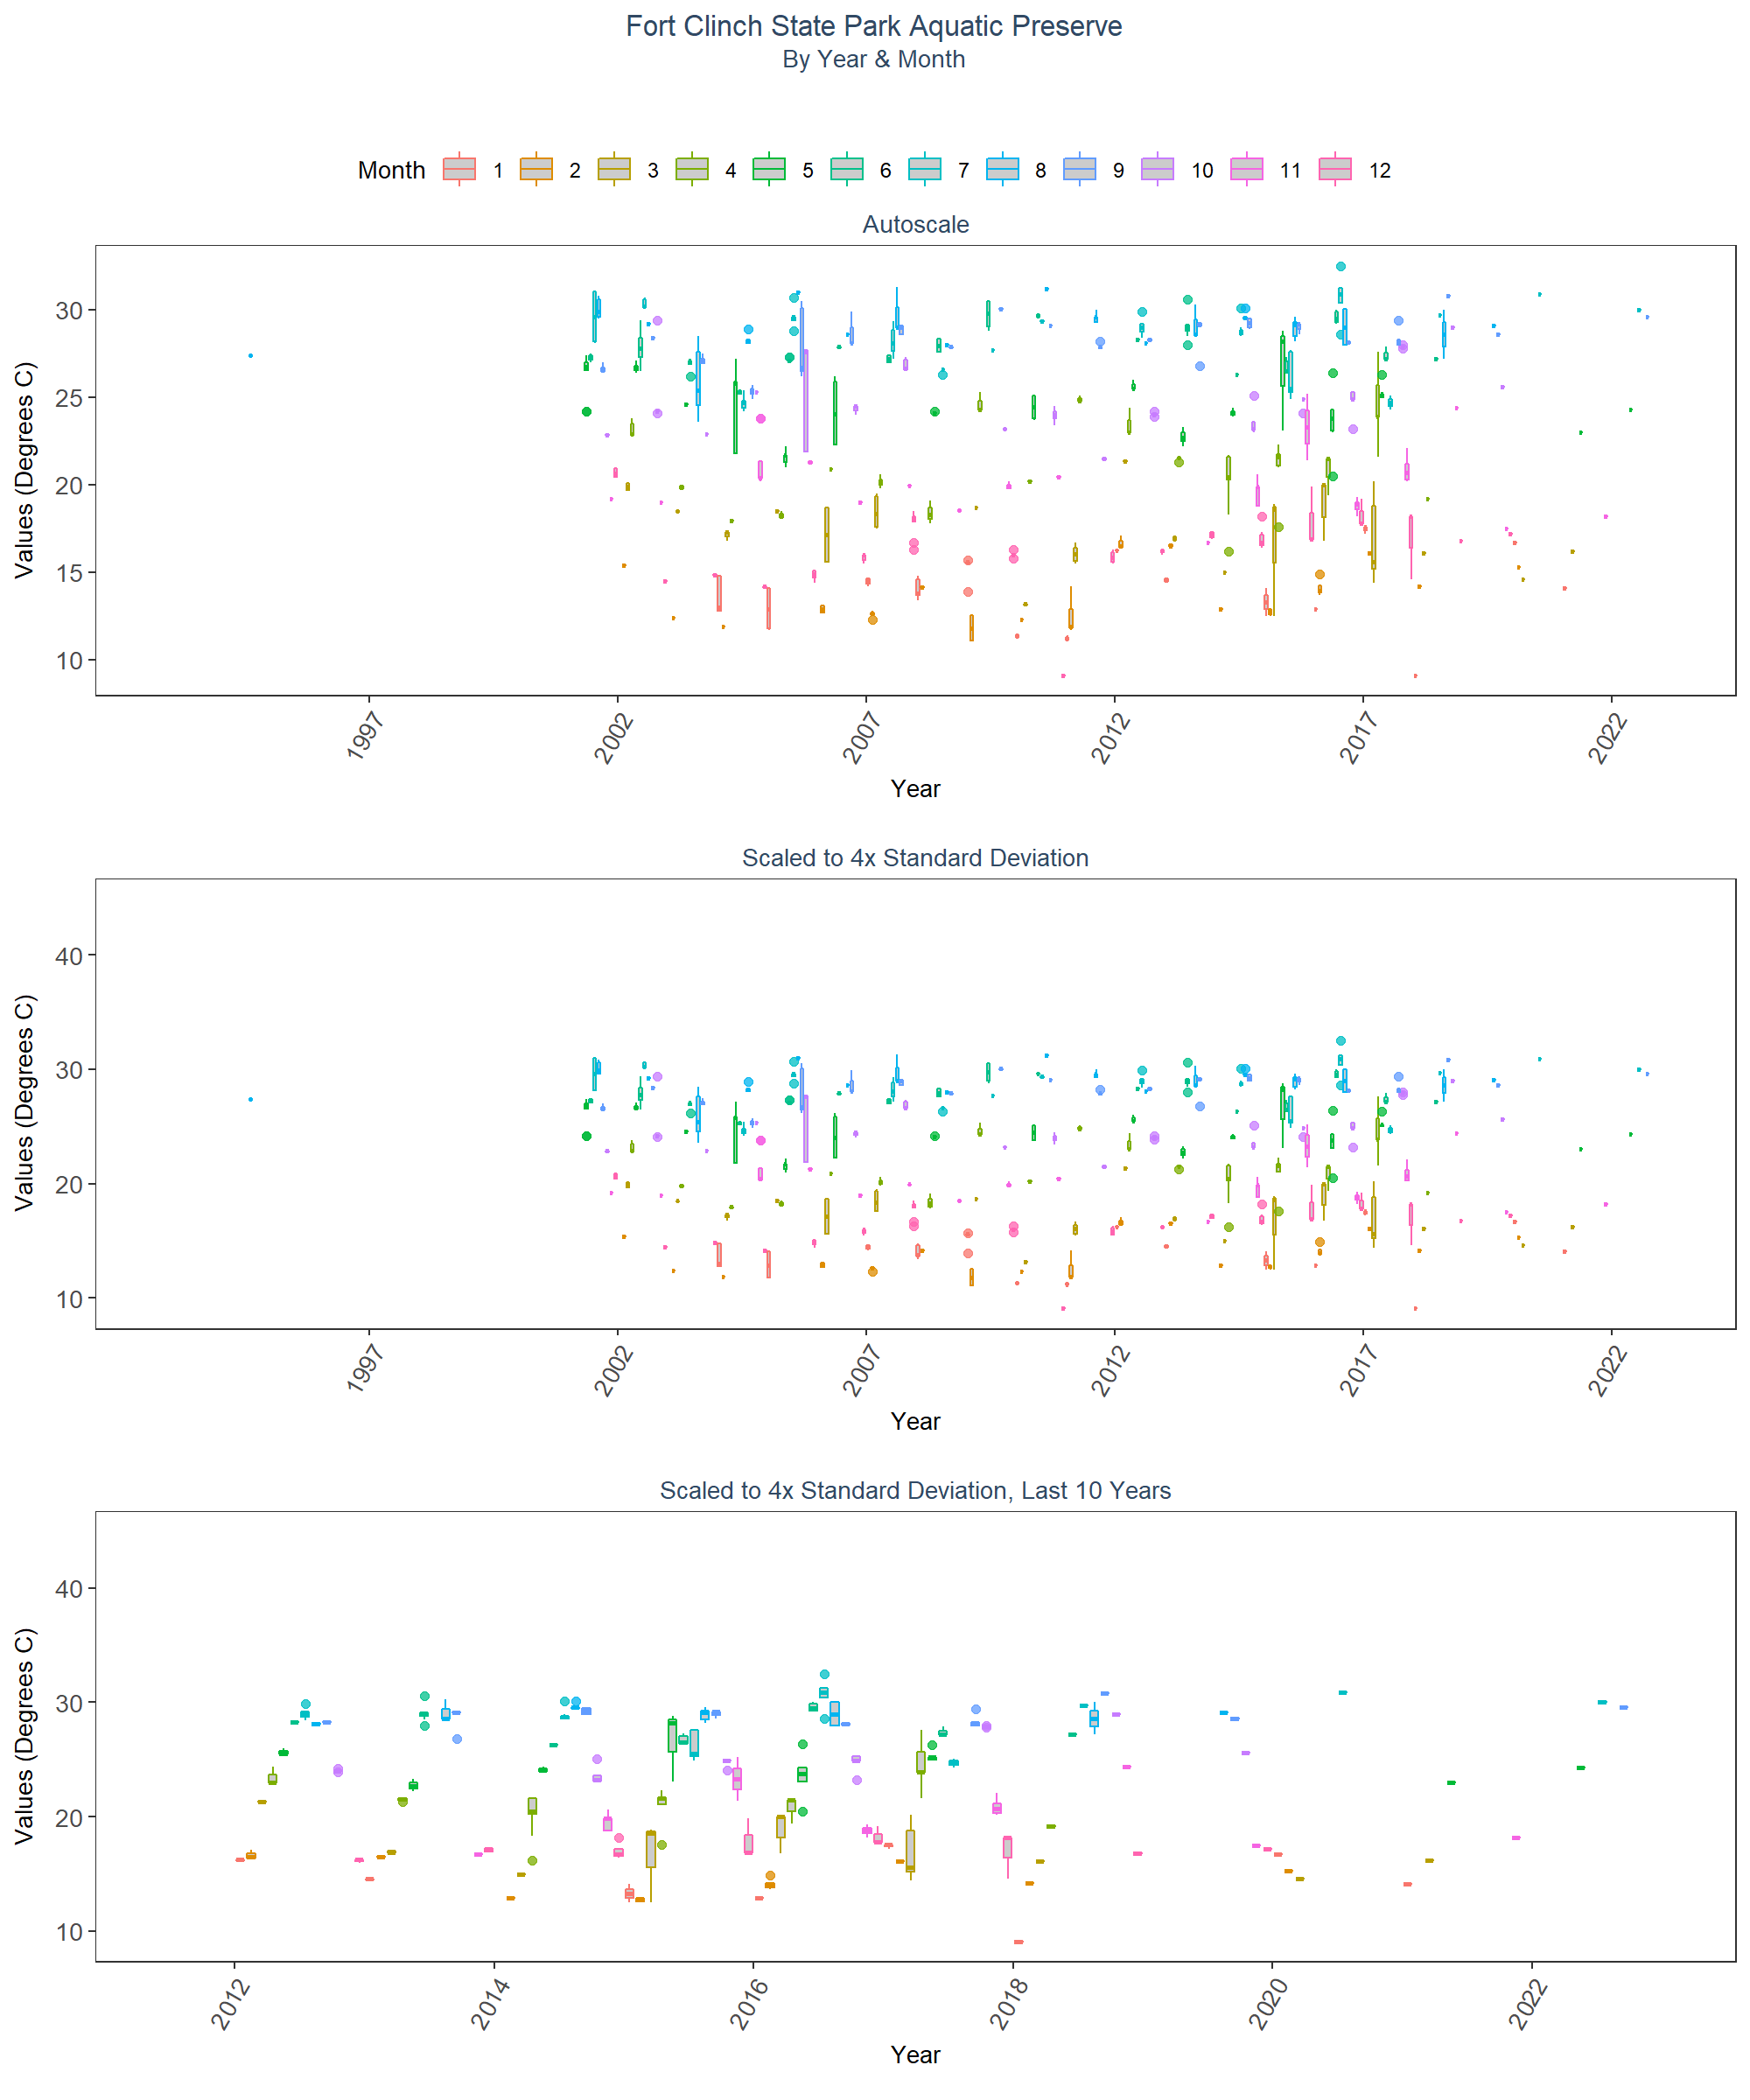 Fort Clinch State Park Aquatic Preserve
By Year & Month
Month 1 2 3 4 5 6 7 8 9 10 11 12
Autoscale
Values (Degrees C)
30
25
20
15
10
1997 2002 2007 2012 2017 2022
Year
Scaled to 4x Standard Deviation
Values (Degrees C)
40
30
20
10
1997 2002 2007 2012 2017 2022
Year
Scaled to 4x Standard Deviation, Last 10 Years
Values (Degrees C)
40
30
20
10
2012 2014 2016 2018 2020 2022
Year